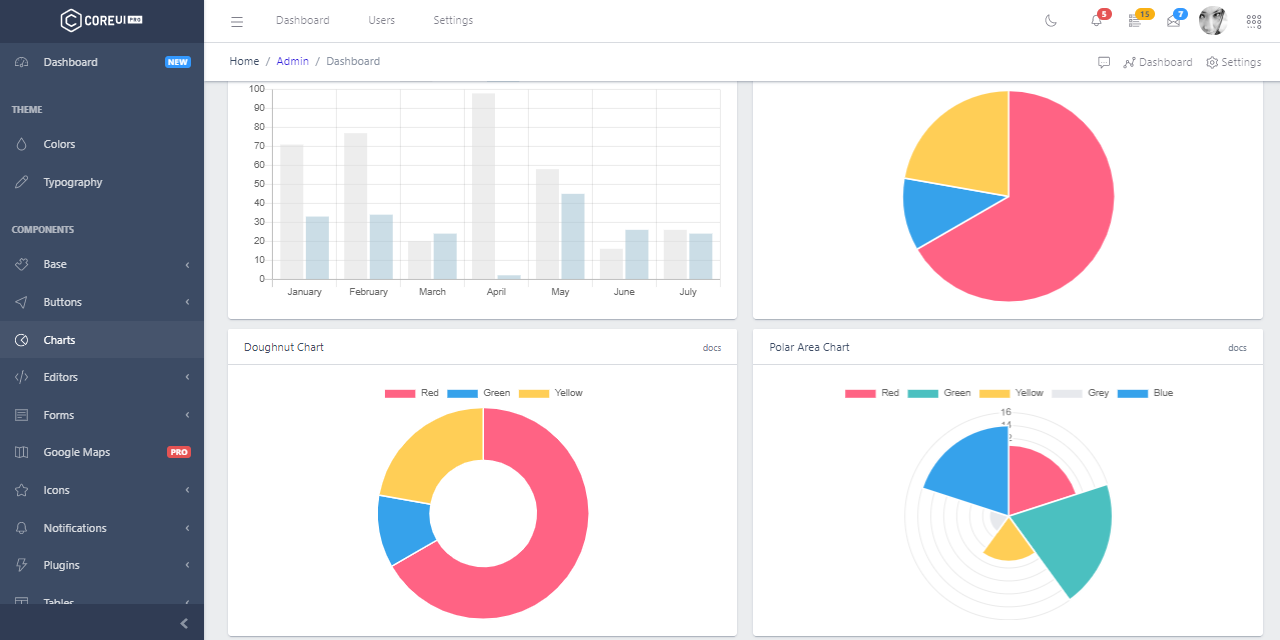 COREUI PRO
Dashboard Users Settings
5 15 7
Home / Admin / Dashboard
Dashboard Settings
Dashboard NEW
THEME
Colors
Typography
COMPONENTS
Base
Buttons
Charts
Editors
Forms
Google Maps PRO
Icons
Notifications
Plugins
Tables
100
90
80
70
60
50
40
30
20
10
0
January February March April May June July
Doughnut Chart docs
Red Green Yellow
Polar Area Chart docs
Red Green Yellow Grey Blue
16
14